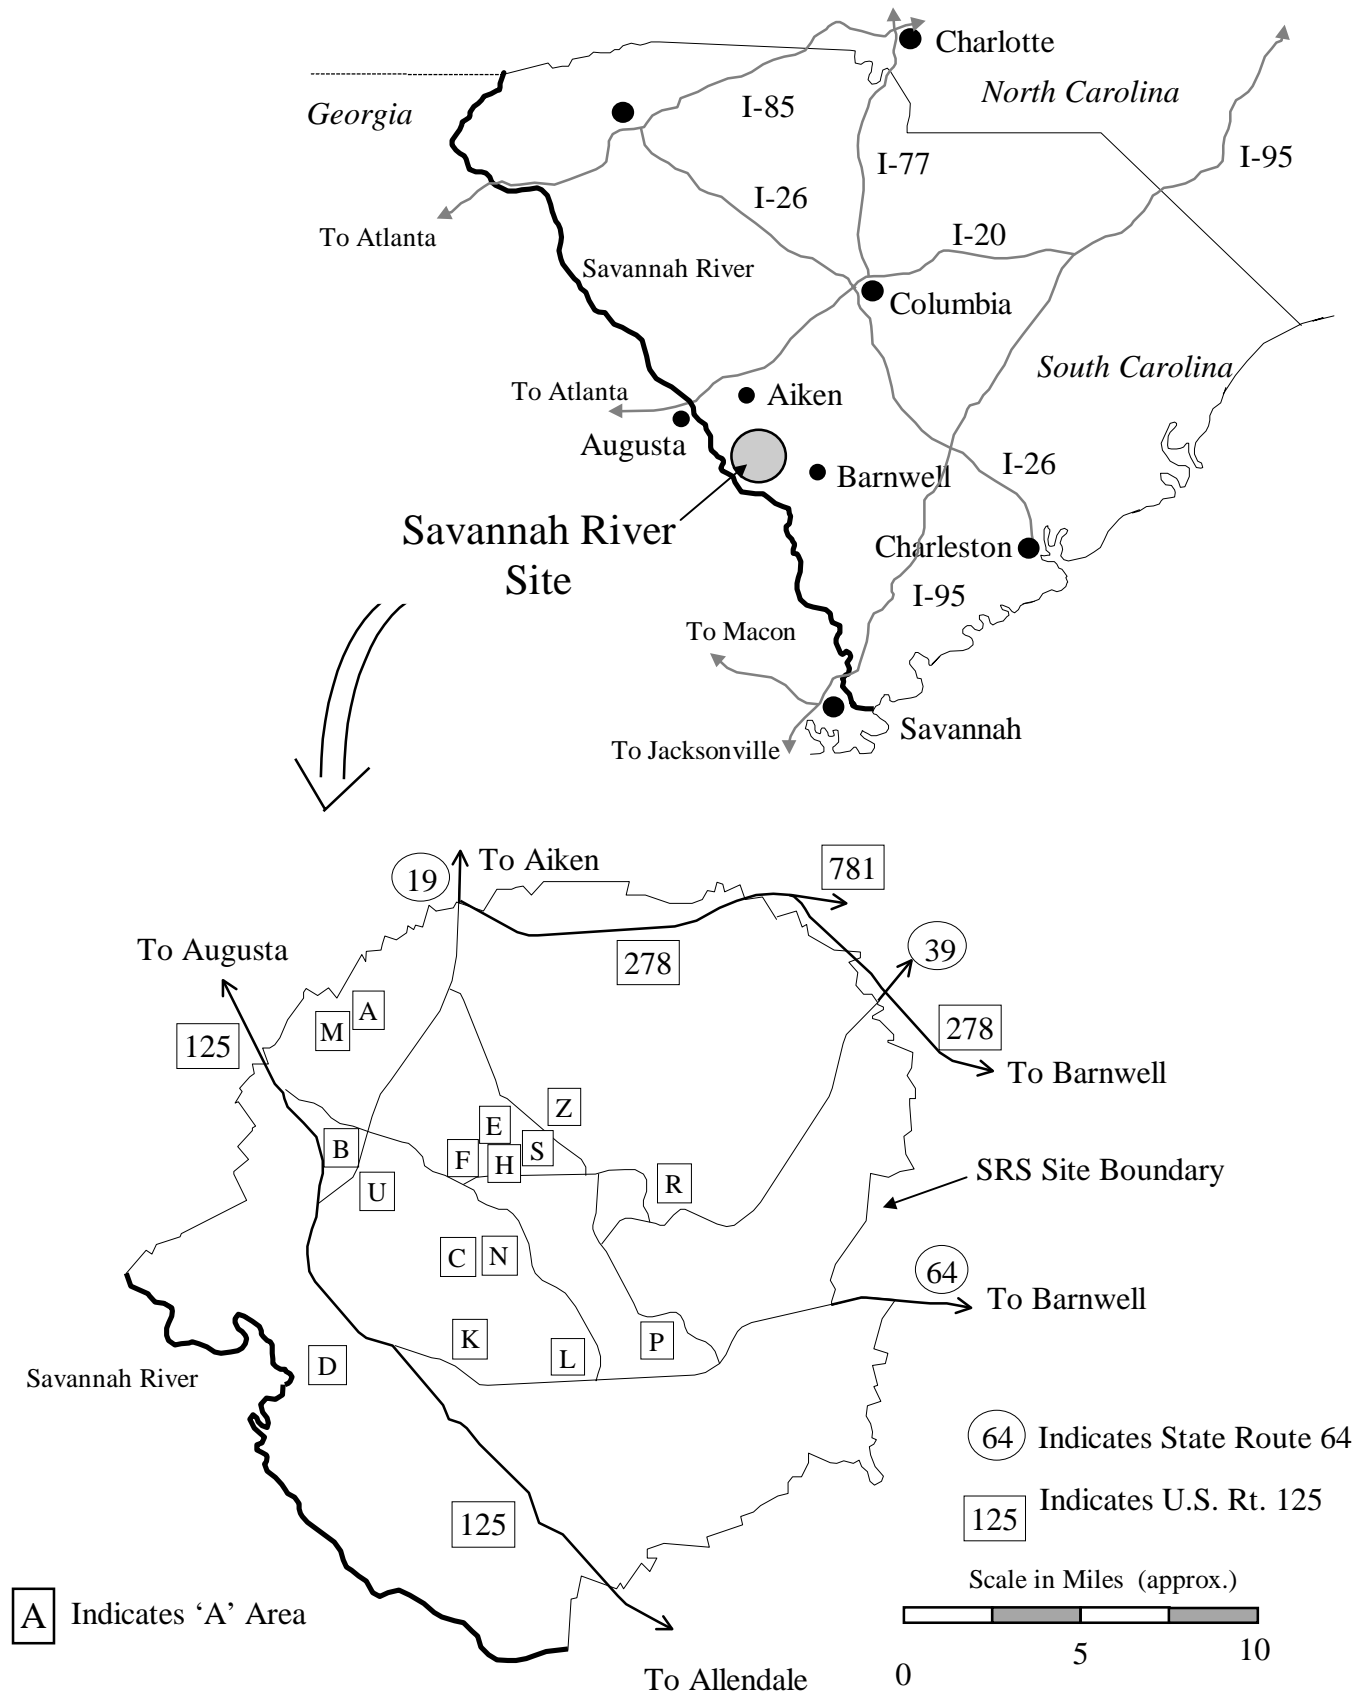 Charlotte
North Carolina
Georgia
I-85
I-77
I-95
I-26
To Atlanta
I-20
Savannah River
Columbia
South Carolina
To Atlanta
Aiken
Augusta
I-26
Barnwell
Savannah River
Site
Charleston
I-95
To Macon
Savannah
To Jacksonville
19
To Aiken
781
To Augusta
39
278
A
M
125
278
To Barnwell
Z
E
B
S
F
H
SRS Site Boundary
U
R
C
N
64
To Barnwell
K
P
L
D
Savannah River
64
Indicates State Route 64
125
Indicates U.S. Rt. 125
125
Scale in Miles (approx.)
A
Indicates ‘A’ Area
0
5
10
To Allendale